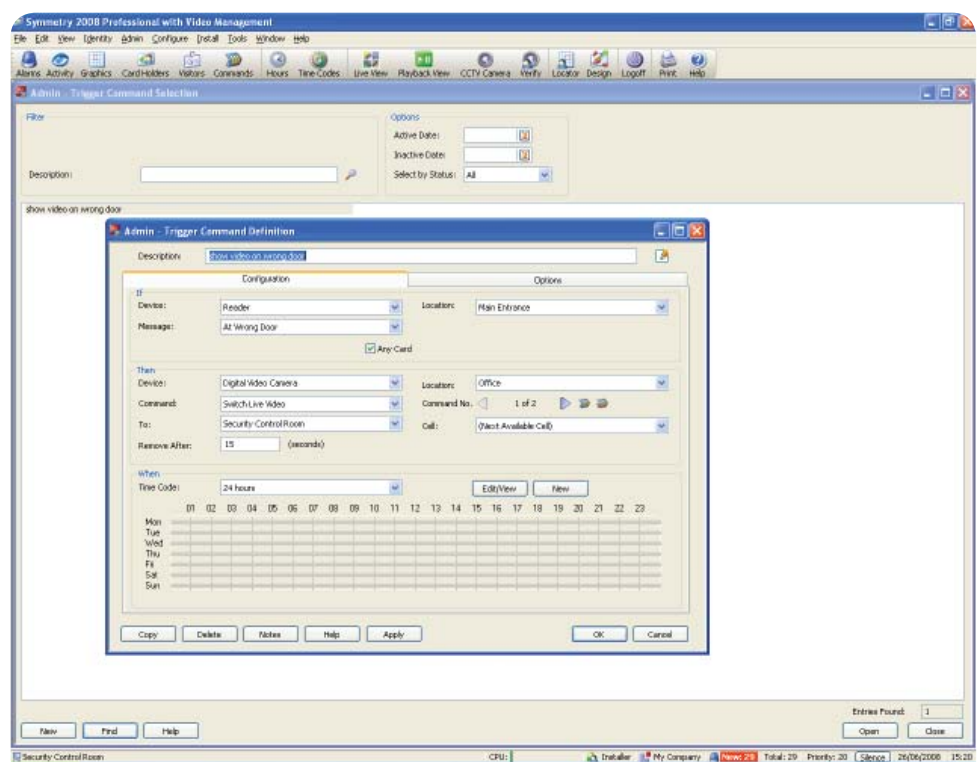 Symmetry 2008 Professional with Video Management
File Edit View Identity Admin Configure Install Tools Window Help
Alarms Activity Graphics CardHolders Visitors Commands Hours Time Codes Live View Playback View CCTV Camera Verify Locator Design Logoff Print Help
Admin - Trigger Command Selection
Filter Options
Active Date:
Inactive Date:
Description: Select by Status: All
show video on wrong door
Admin - Trigger Command Definition
Description: show video on wrong door
Configuration Options
If
Device: Reader Location: Main Entrance
Message: At Wrong Door
Any Card
Then
Device: Digital Video Camera Location: Office
Command: Switch Live Video Command No. 1 of 2
To: Security Control Room Cell: (Next Available Cell)
Remove After: 15 (seconds)
When
Time Code: 24 hours Edit/View New
01 02 03 04 05 06 07 08 09 10 11 12 13 14 15 16 17 18 19 20 21 22 23
Mon
Tue
Wed
Thu
Fri
Sat
Sun
Copy Delete Notes Help Apply OK Cancel
Entries Found: 1
New Find Help Open Close
Security Control Room CPU: Installer My Company New: 29 Total: 29 Priority: 20 Silence 26/06/2008 15:20